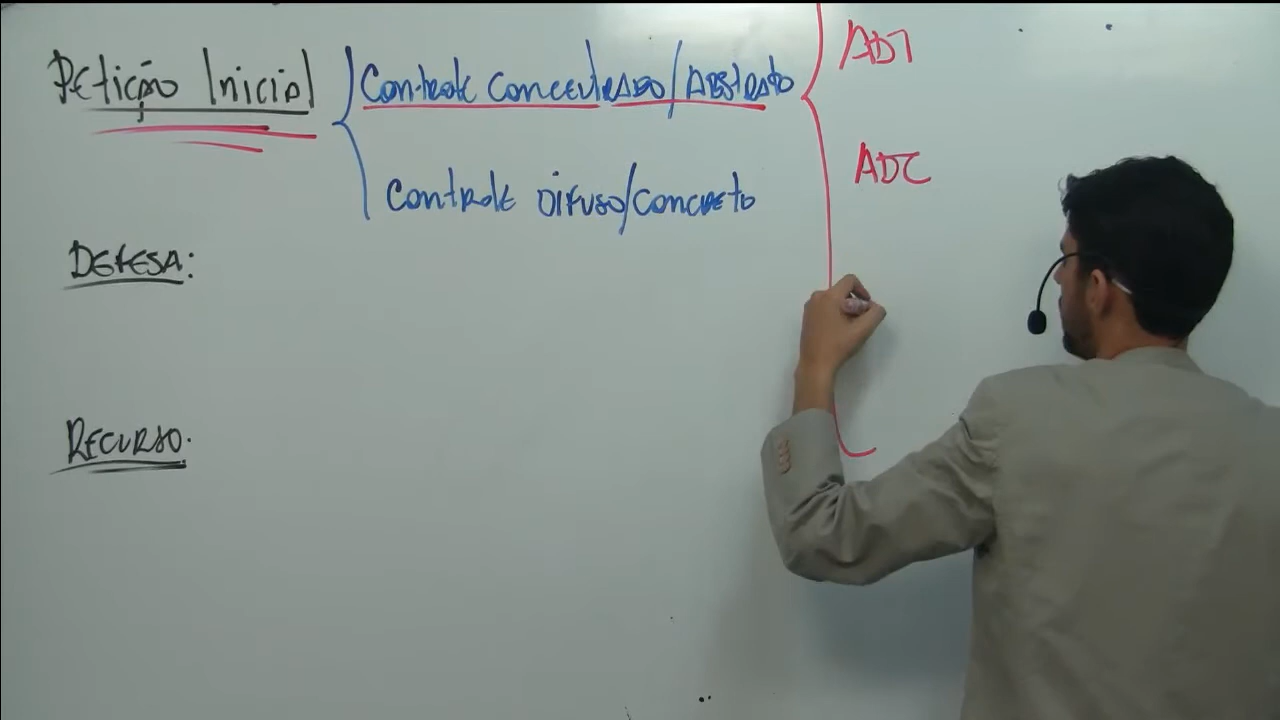 Petição Inicial
Controle Concentrado/Abstrato
ADI
ADC
Controle Difuso/Concreto
Defesa:
Recurso.